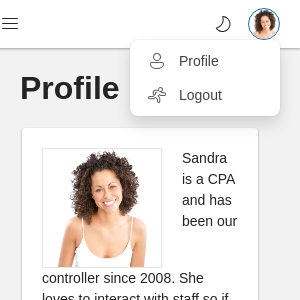 Profile
Logout
Profile
Sandra
is a CPA
and has
been our
controller since 2008. She
loves to interact with staff so if